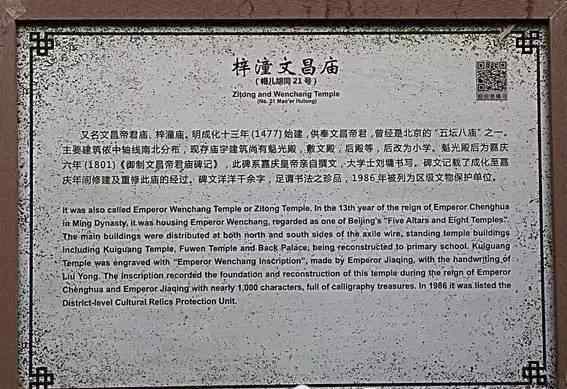 梓潼文昌庙
（帽儿胡同21号）
Zitong and Wenchang Temple
(No. 21 Mao'er Hutong)
又名文昌帝君庙、梓潼庙。明成化十三年(1477)始建，供奉文昌帝君，曾经是北京的“五坛八庙”之一。
主要建筑依中轴线南北分布，现存庙宇建筑尚有魁光殿，敷文殿，后殿等，后改为小学。魁光殿后为嘉庆
六年(1801)《御制文昌帝君庙碑记》，此碑系嘉庆皇帝亲自撰文，大学士刘墉书写。碑文记载了成化至嘉
庆年间修建及重修此庙的经过。碑文洋洋千余字，足谓书法之珍品，1986年被列为区级文物保护单位。
It was also called Emperor Wenchang Temple or Zitong Temple. In the 13th year of the reign of Emperor Chenghua
in Ming Dynasty, it was housing Emperor Wenchang, regarded as one of Beijing's "Five Altars and Eight Temples".
The main buildings were distributed at both north and south sides of the axle wire, standing temple buildings
including Kuiguang Temple, Fuwen Temple and Back Palace, being reconstructed to primary school. Kuiguang
Temple was engraved with "Emperor Wenchang Inscription", made by Emperor Jiaqing, with the handwriting of
Liu Yong. The inscription recorded the foundation and reconstruction of this temple during the reign of Emperor
Chenghua and Emperor Jiaqing with nearly 1,000 characters, full of calligraphy treasures. In 1986 it was listed the
District-level Cultural Relics Protection Unit.